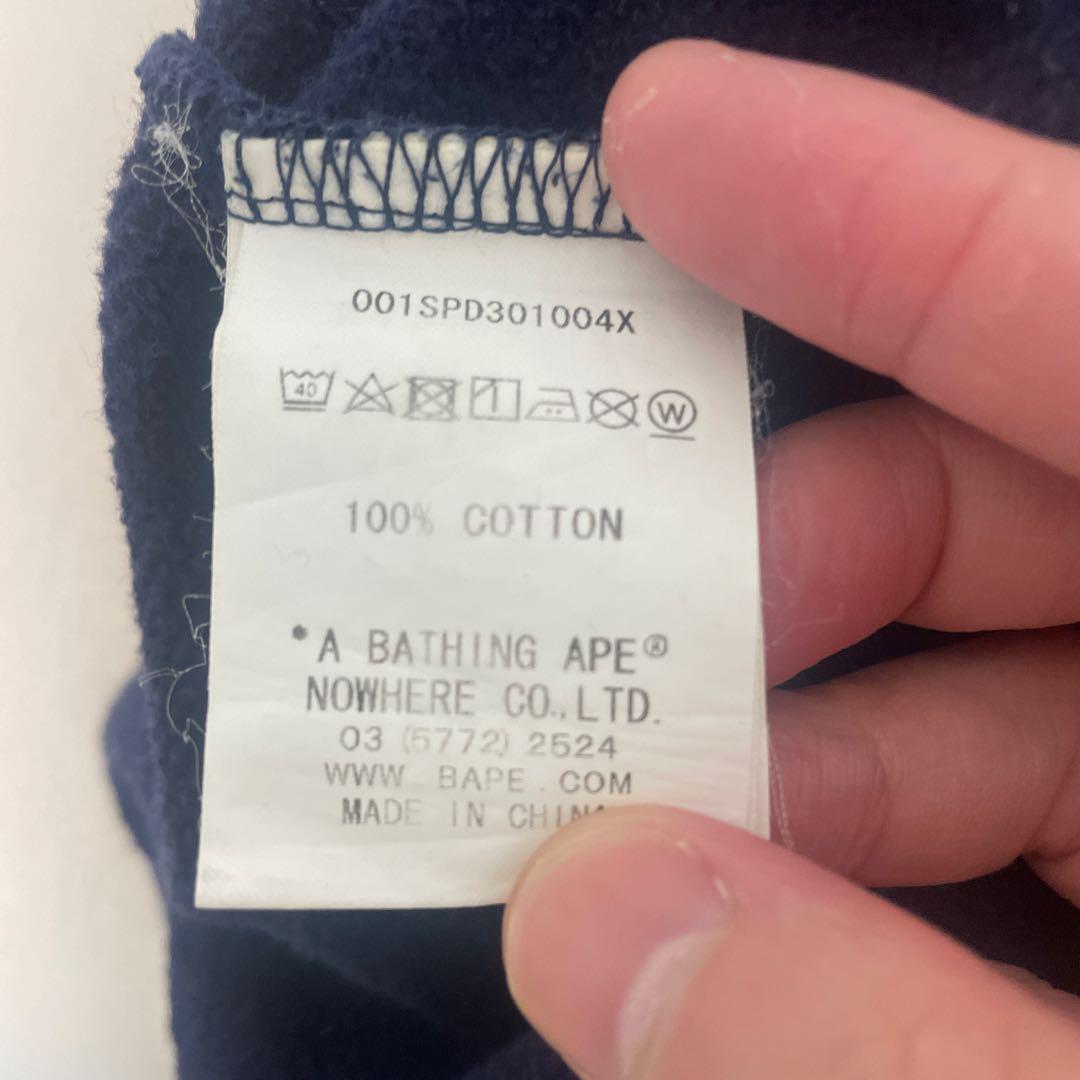 001SPD301004X
40 W
100% COTTON
*A BATHING APE®
NOWHERE CO.,LTD.
03 (5772) 2524
WWW . BAPE . COM
MADE IN CHINA